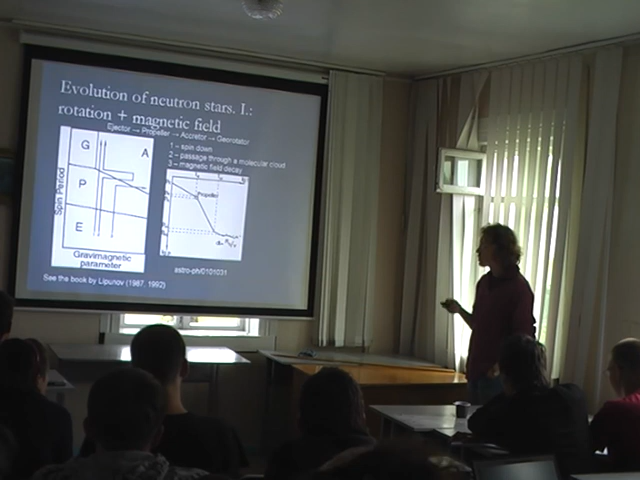 Evolution of neutron stars. I.:
rotation + magnetic field
Ejector → Propeller → Accretor → Georotator
1 – spin down
2 – passage through a molecular cloud
3 – magnetic field decay
G
A
P
E
Spin Period
Gravimagnetic
parameter
Propeller
astro-ph/0101031
See the book by Lipunov (1987, 1992)